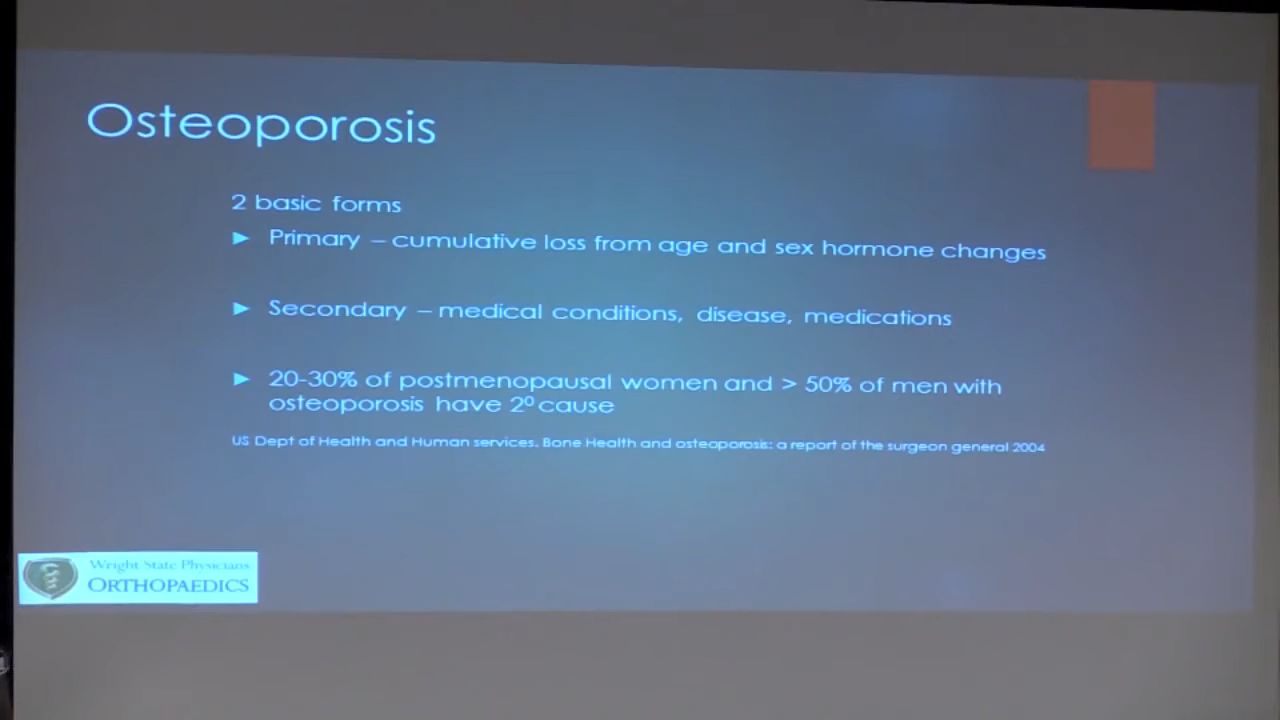 Osteoporosis
2 basic forms
► Primary – cumulative loss from age and sex hormone changes
► Secondary – medical conditions, disease, medications
► 20-30% of postmenopausal women and > 50% of men with
osteoporosis have 2⁰ cause
US Dept of Health and Human services. Bone Health and osteoporosis: a report of the surgeon general 2004
Wright State Physicians
ORTHOPAEDICS